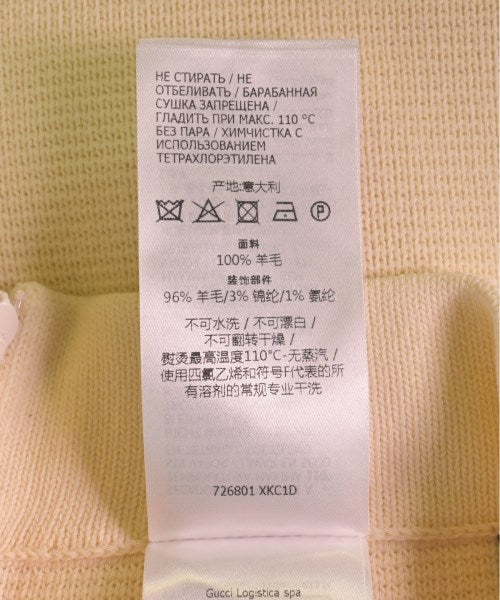 НЕ СТИРАТЬ / НЕ
ОТБЕЛИВАТЬ / БАРАБАННАЯ
СУШКА ЗАПРЕЩЕНА /
ГЛАДИТЬ ПРИ МАКС. 110 °C
БЕЗ ПАРА / ХИМЧИСТКА С
ИСПОЛЬЗОВАНИЕМ
ТЕТРАХЛОРЭТИЛЕНА
产地:意大利
P
面料
100% 羊毛
装饰部件
96% 羊毛/3% 锦纶/1% 氨纶
不可水洗 / 不可漂白 /
不可翻转干燥 /
熨烫最高温度110°C-无蒸汽 /
使用四氯乙烯和符号F代表的所
有溶剂的常规专业干洗
726801 XKC1D
Gucci Logistica spa